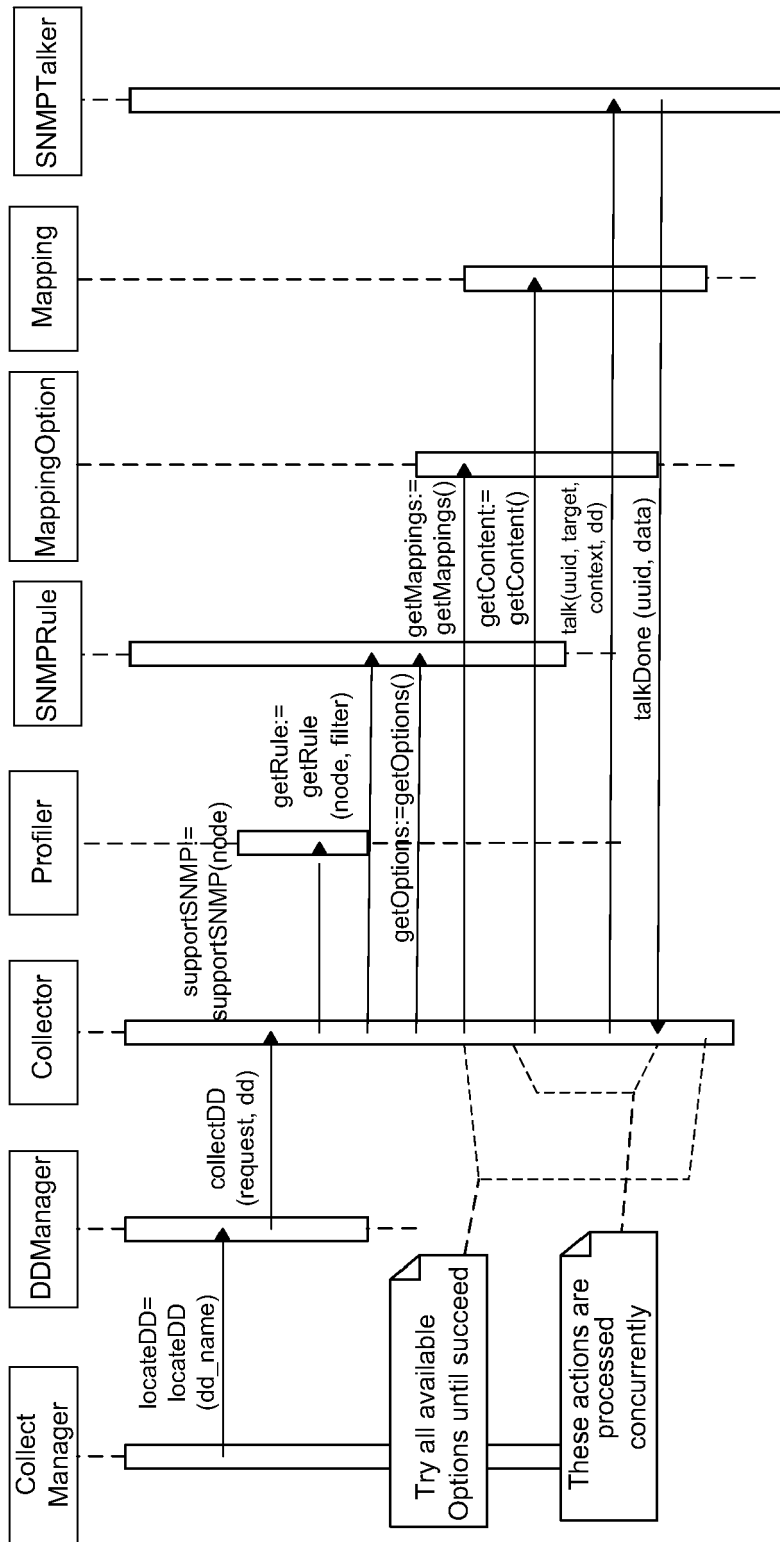 Collect
Manager
DDManager
Collector
Profiler
SNMPRule
MappingOption
Mapping
SNMPTalker
locateDD=
locateDD
(dd_name)
collectDD
(request, dd)
supportSNMP!=
supportSNMP(node)
getRule:=
getRule
(node, filter)
getOptions:=getOptions()
getMappings:=
getMappings()
getContent:=
getContent()
talk(uuid, target,
context, dd)
talkDone (uuid, data)
Try all available
Options until succeed
These actions are
processed
concurrently